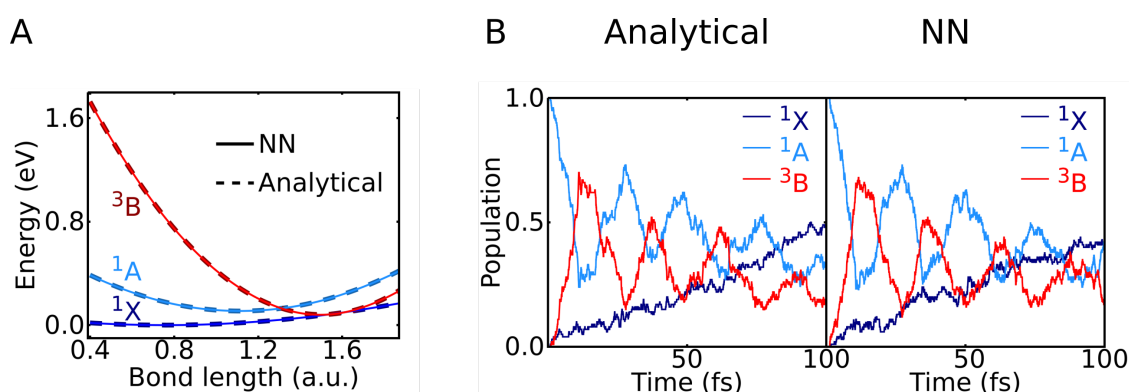 A
Energy (eV)
1.6
0.8
0.0
NN
Analytical
³B
¹A
¹X
0.4 0.8 1.2 1.6
Bond length (a.u.)
B
Analytical
NN
Population
1.0
0.5
0.0
¹X
¹A
³B
¹X
¹A
³B
50 100 50 100
Time (fs) Time (fs)